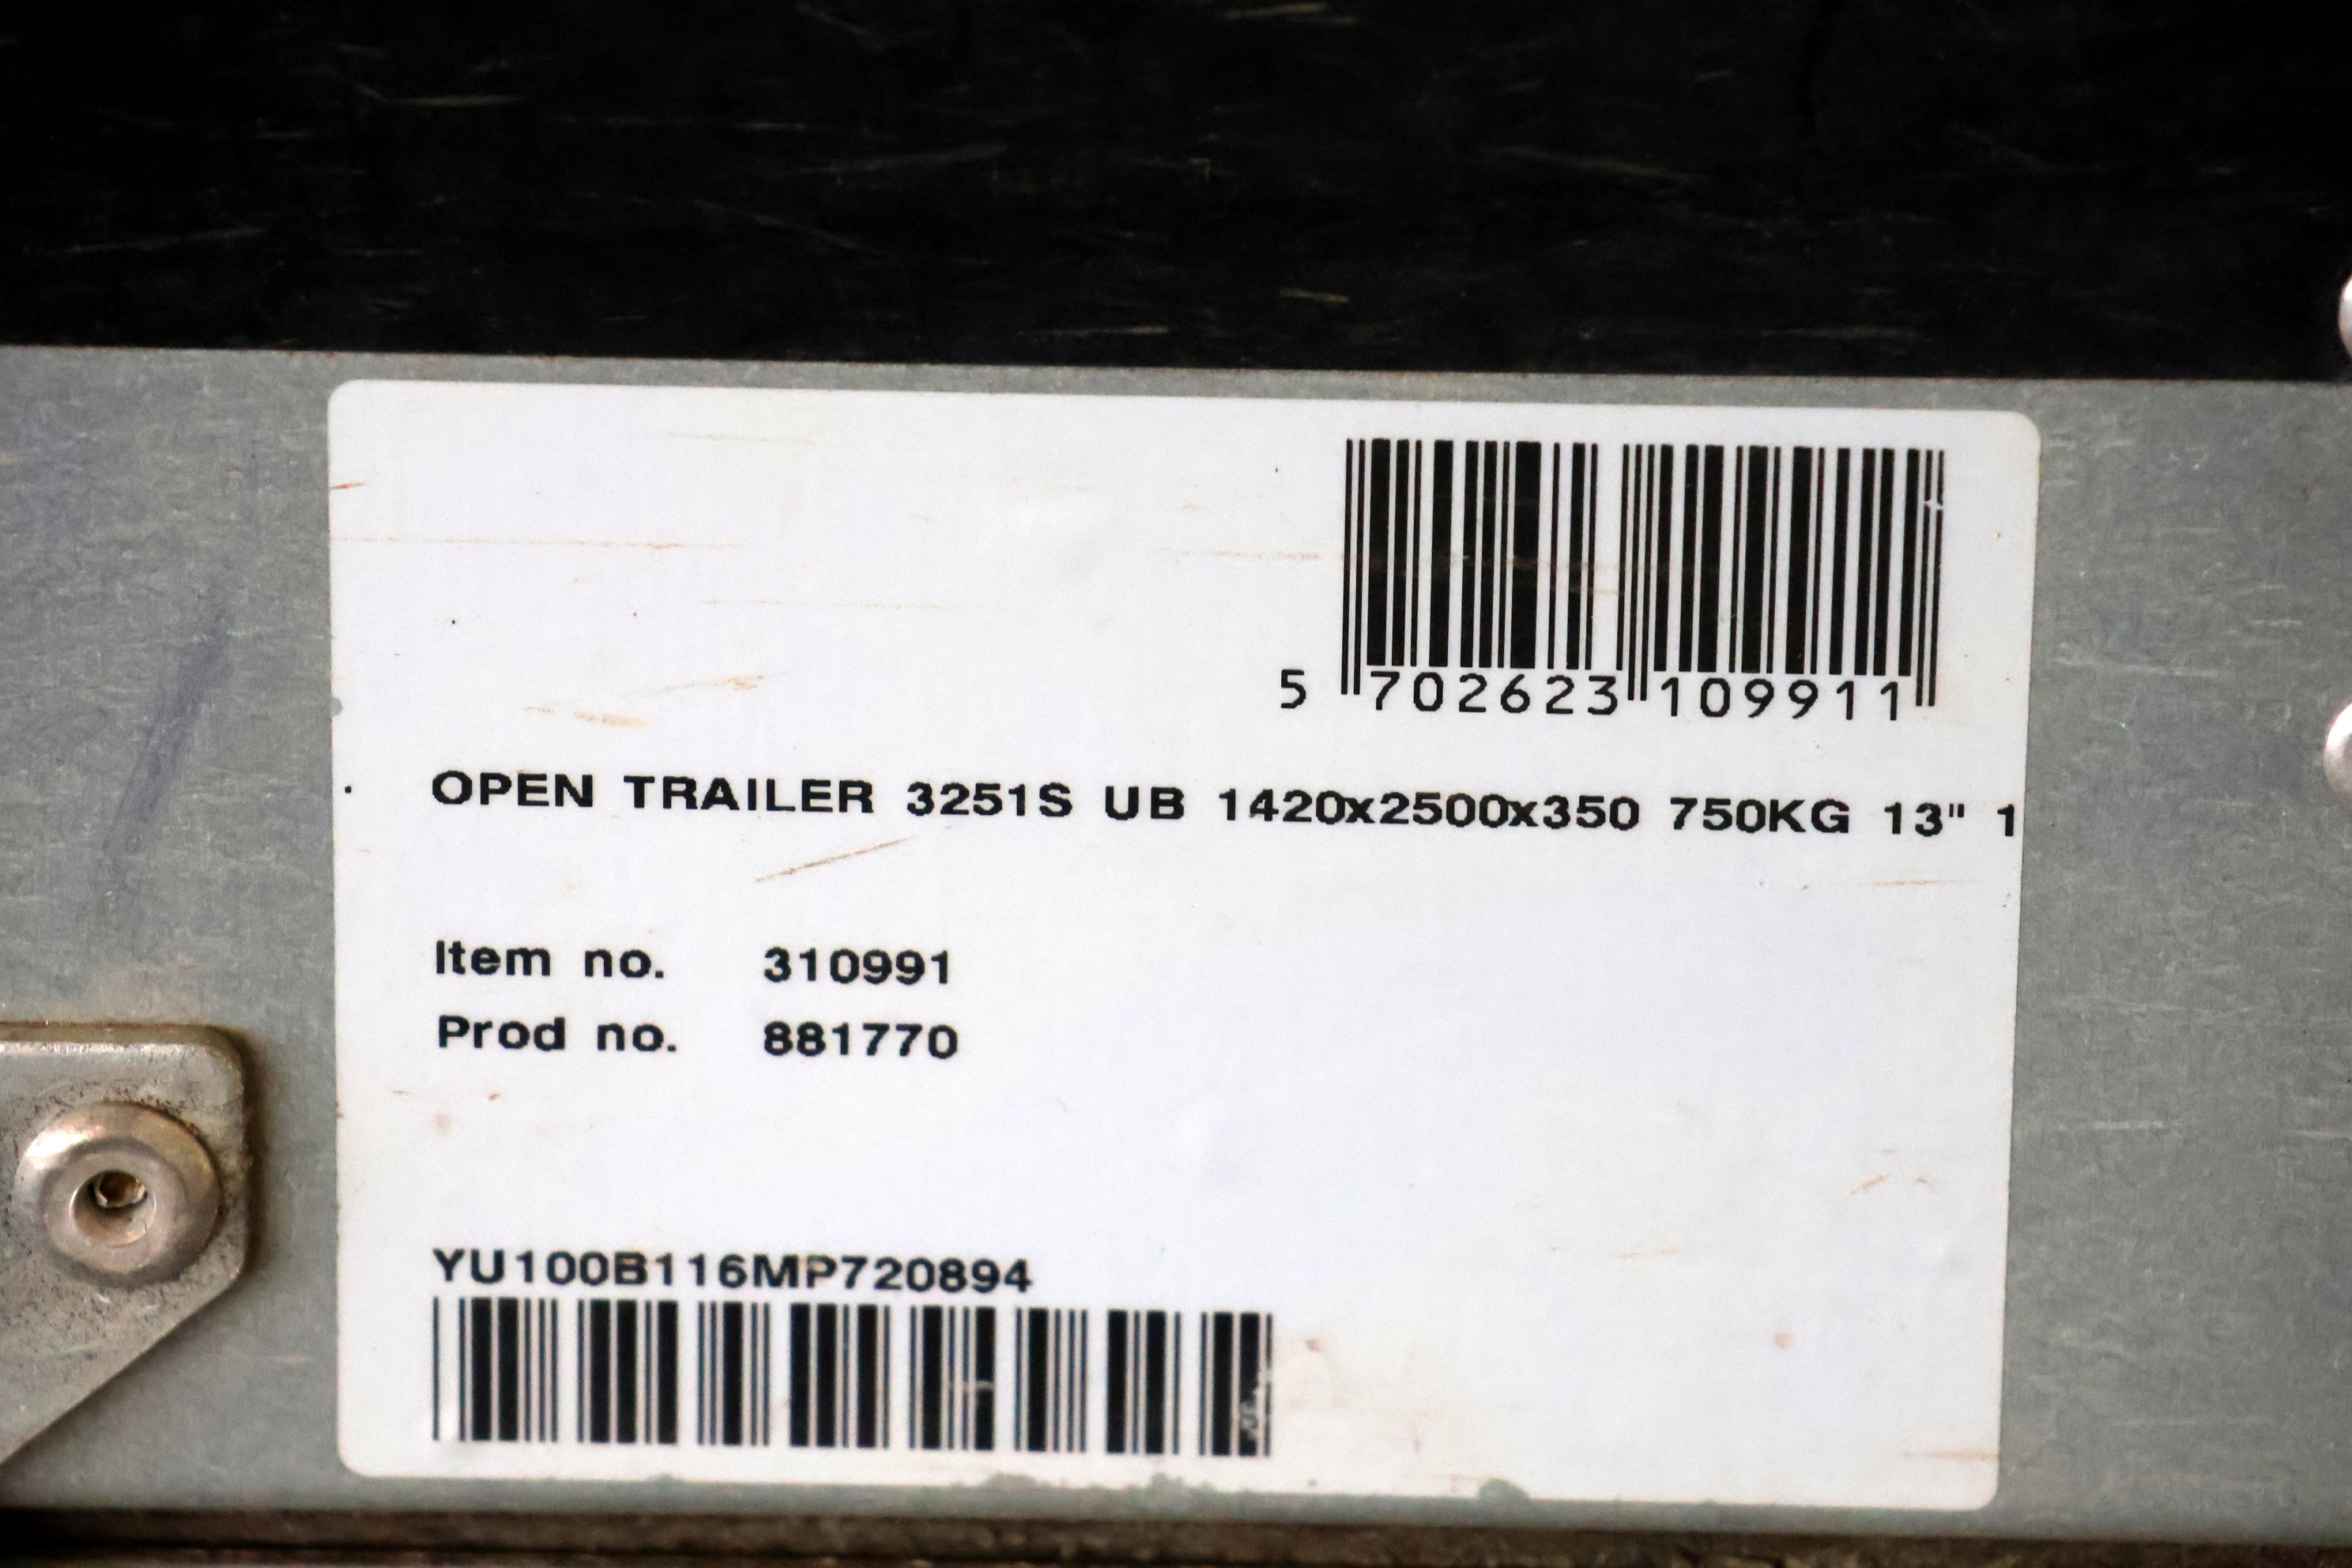 5 702623 109911
OPEN TRAILER 3251S UB 1420x2500x350 750KG 13" 1
Item no. 310991
Prod no. 881770
YU100B116MP720894